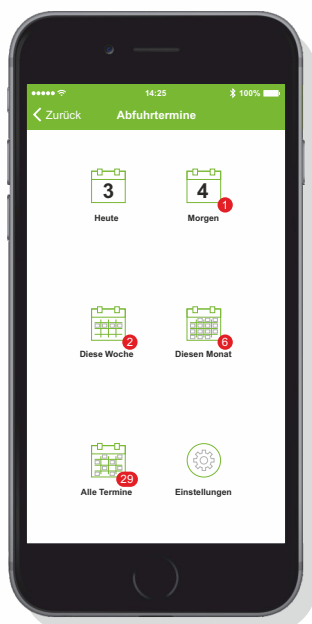 14:25
100%
Zurück Abfuhrtermine
3 4
1
Heute Morgen
2 6
Diese Woche Diesen Monat
29
Alle Termine Einstellungen